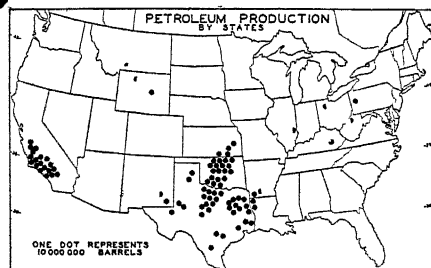 PETROLEUM PRODUCTION
BY STATES
ONE DOT REPRESENTS
10 000 000 BARRELS